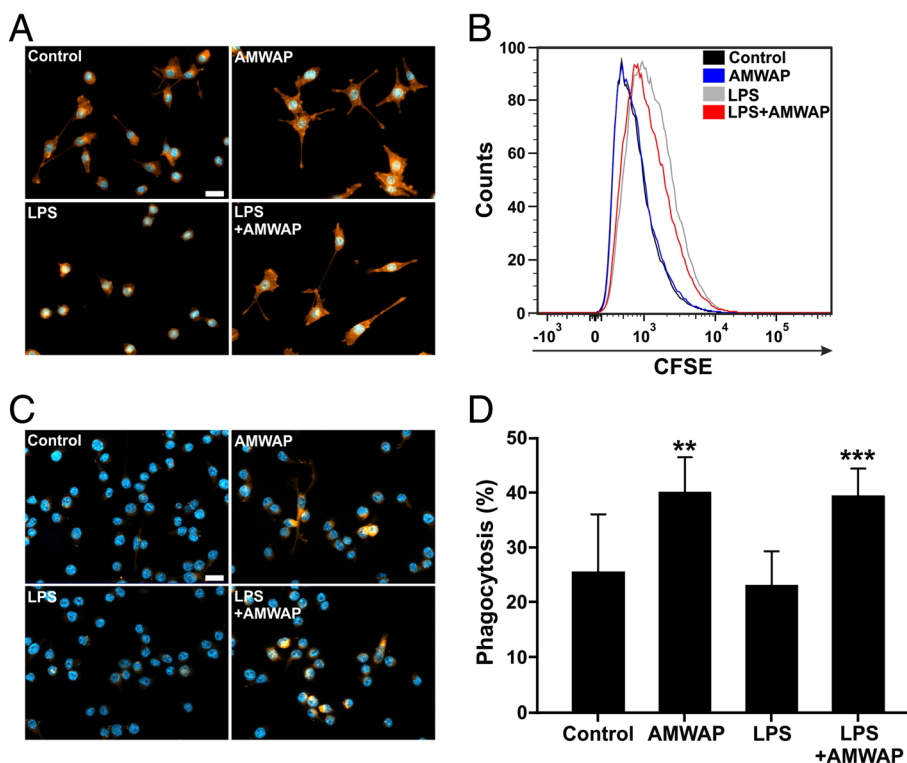 A
Control
AMWAP
LPS
LPS
+AMWAP
B
100
80
60
40
20
0
Counts
-10³
0
10³
10⁴
10⁵
CFSE
Control
AMWAP
LPS
LPS+AMWAP
C
Control
AMWAP
LPS
LPS
+AMWAP
D
50
40
30
20
10
0
Phagocytosis (%)
**
***
Control
AMWAP
LPS
LPS
+AMWAP